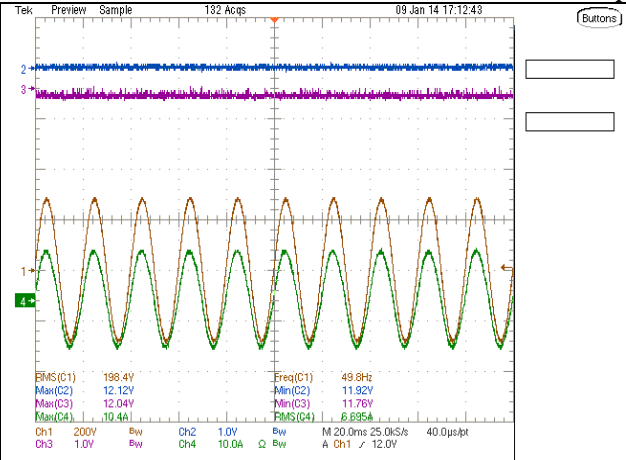 Tek Preview Sample 132 Acqs 09 Jan 14 17:12:43
Buttons
2
3
1
4
RMS(C1) 198.4V Freq(C1) 49.8Hz
Max(C2) 12.12V Min(C2) 11.92V
Max(C3) 12.04V Min(C3) 11.76V
Max(C4) 10.4A RMS(C4) 6.695A
Ch1 200V Bw Ch2 1.0V Bw M 20.0ms 25.0kS/s 40.0µs/pt
Ch3 1.0V Bw Ch4 10.0A Ω Bw A Ch1 / 12.0V